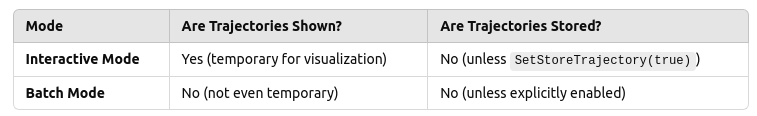 Mode Are Trajectories Shown? Are Trajectories Stored?
Interactive Mode Yes (temporary for visualization) No (unless SetStoreTrajectory(true) )
Batch Mode No (not even temporary) No (unless explicitly enabled)